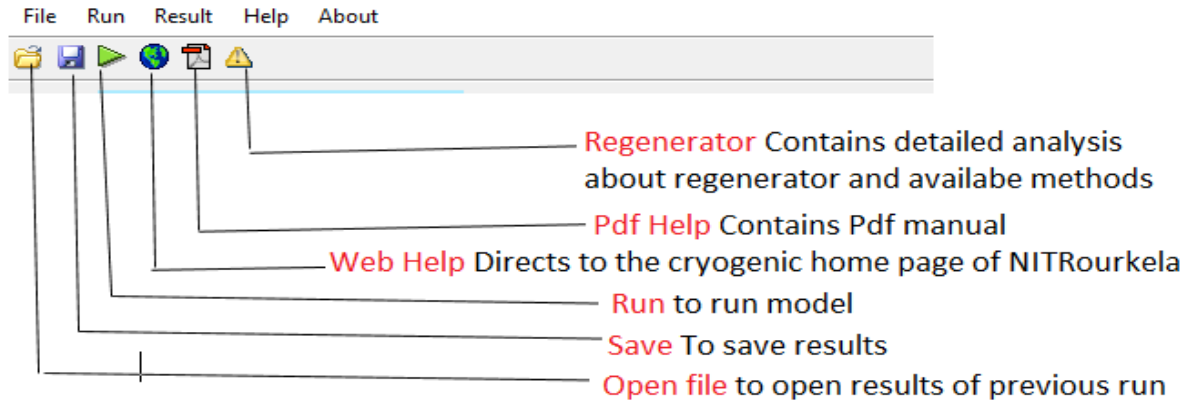 File Run Result Help About
Regenerator Contains detailed analysis
about regenerator and availabe methods
Pdf Help Contains Pdf manual
Web Help Directs to the cryogenic home page of NITRourkela
Run to run model
Save To save results
Open file to open results of previous run